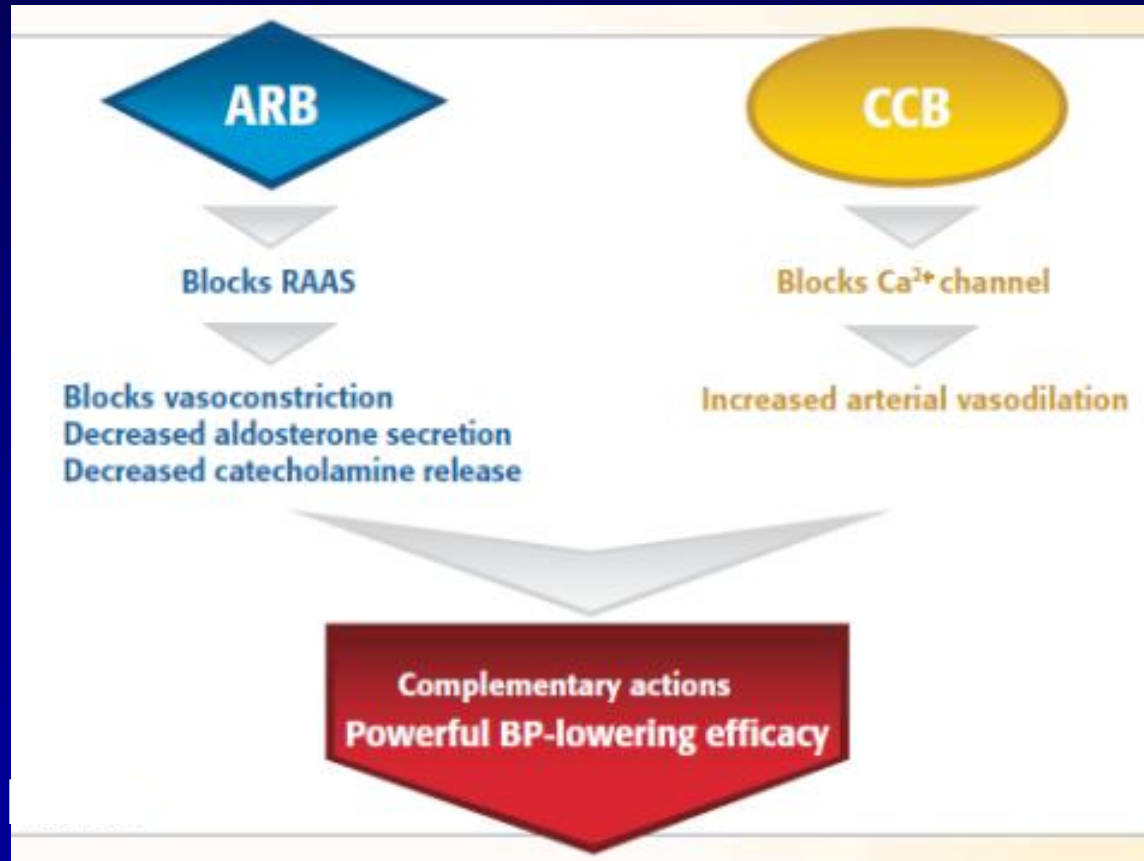 ARB
CCB
Blocks RAAS
Blocks Ca²⁺ channel
Blocks vasoconstriction
Decreased aldosterone secretion
Decreased catecholamine release
Increased arterial vasodilation
Complementary actions
Powerful BP-lowering efficacy